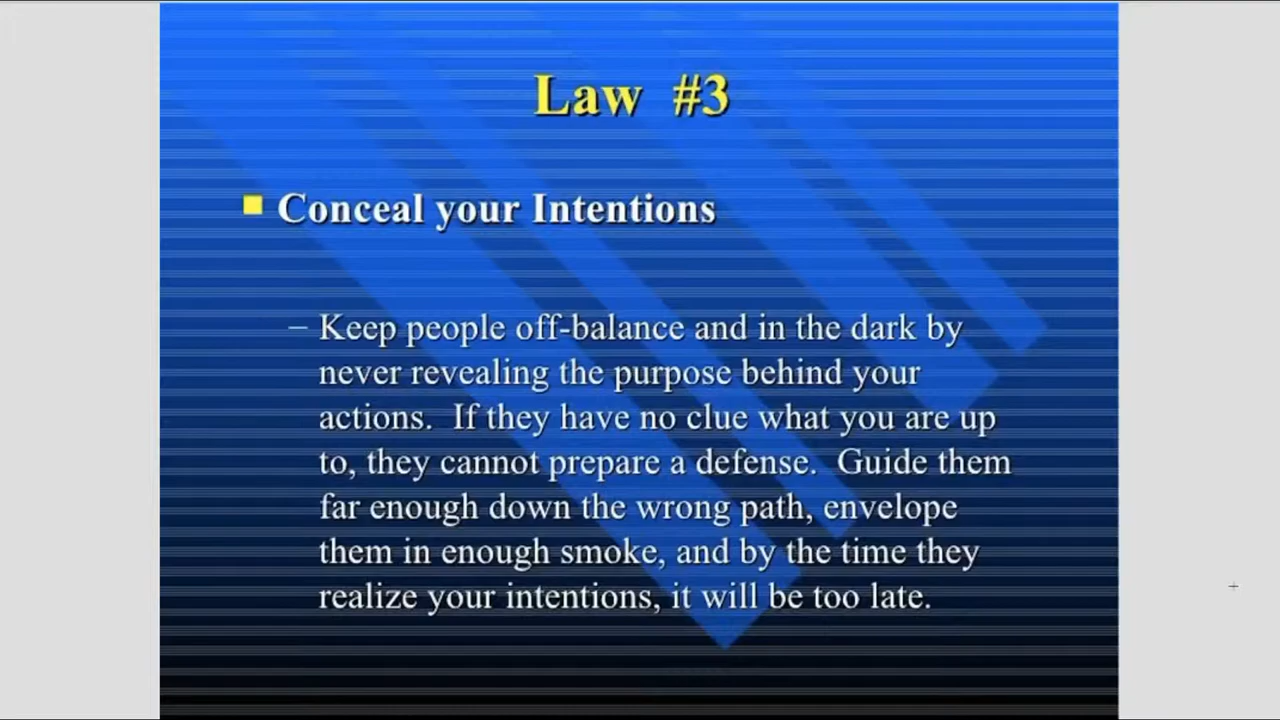 Law #3
Conceal your Intentions
– Keep people off-balance and in the dark by
never revealing the purpose behind your
actions. If they have no clue what you are up
to, they cannot prepare a defense. Guide them
far enough down the wrong path, envelope
them in enough smoke, and by the time they
realize your intentions, it will be too late.